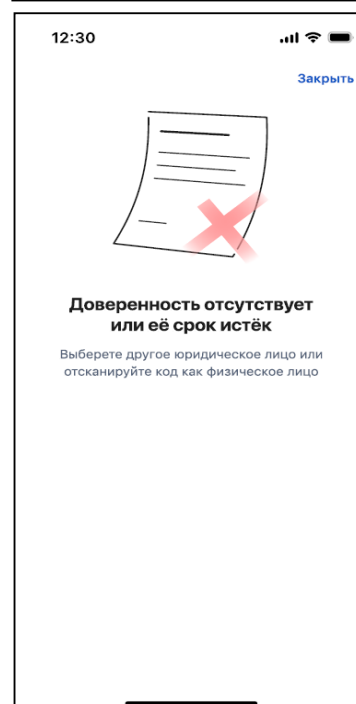 12:30
Закрыть
Доверенность отсутствует
или её срок истёк
Выберете другое юридическое лицо или
отсканируйте код как физическое лицо